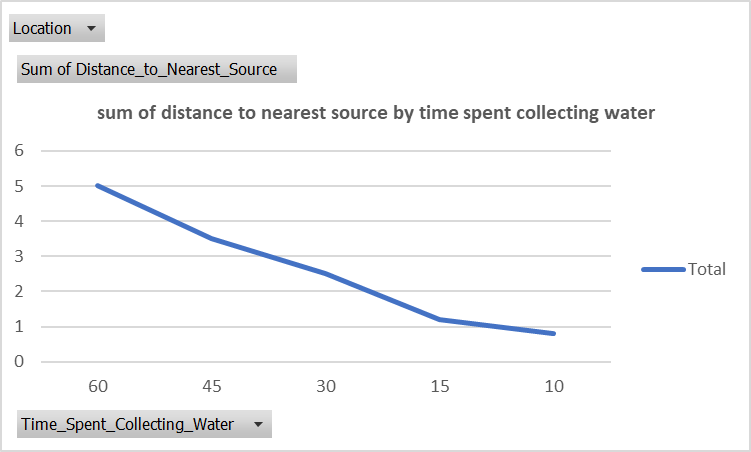 Location
Sum of Distance_to_Nearest_Source
sum of distance to nearest source by time spent collecting water
6
5
4
3
2
1
0
Total
60 45 30 15 10
Time_Spent_Collecting_Water